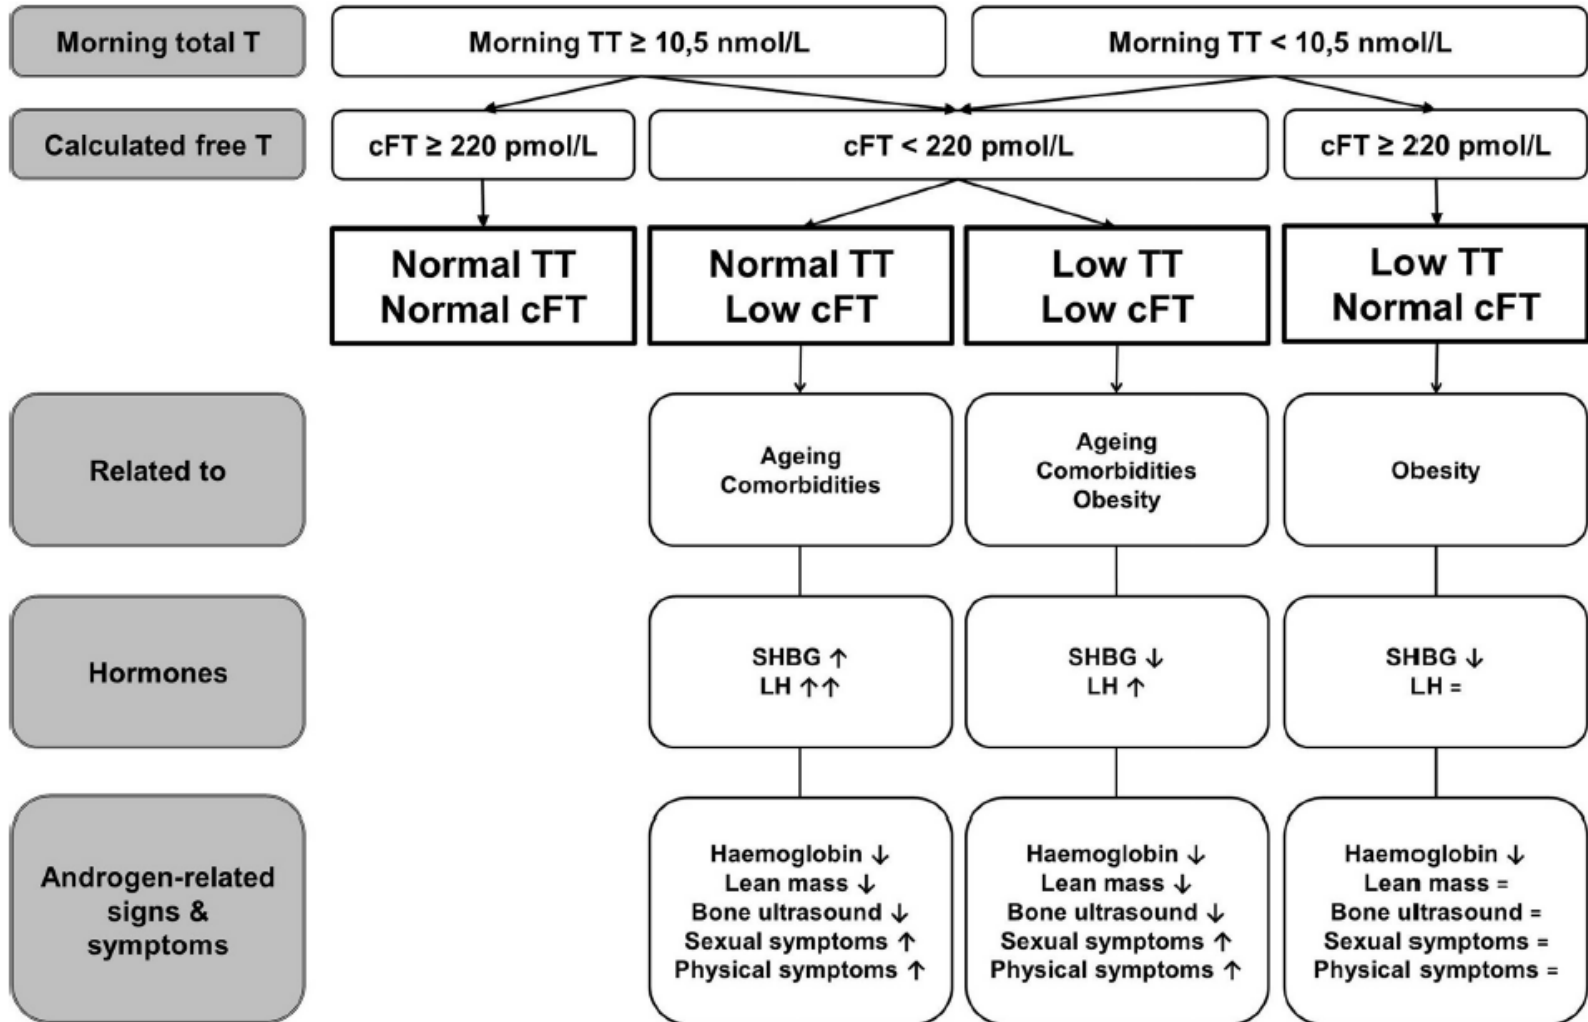 Morning total T
Morning TT ≥ 10,5 nmol/L
Morning TT < 10,5 nmol/L
Calculated free T
cFT ≥ 220 pmol/L
cFT < 220 pmol/L
cFT ≥ 220 pmol/L
Normal TT
Normal cFT
Normal TT
Low cFT
Low TT
Low cFT
Low TT
Normal cFT
Related to
Ageing
Comorbidities
Ageing
Comorbidities
Obesity
Obesity
Hormones
SHBG ↑
LH ↑↑
SHBG ↓
LH ↑
SHBG ↓
LH =
Androgen-related
signs &
symptoms
Haemoglobin ↓
Lean mass ↓
Bone ultrasound ↓
Sexual symptoms ↑
Physical symptoms ↑
Haemoglobin ↓
Lean mass ↓
Bone ultrasound ↓
Sexual symptoms ↑
Physical symptoms ↑
Haemoglobin ↓
Lean mass =
Bone ultrasound =
Sexual symptoms =
Physical symptoms =